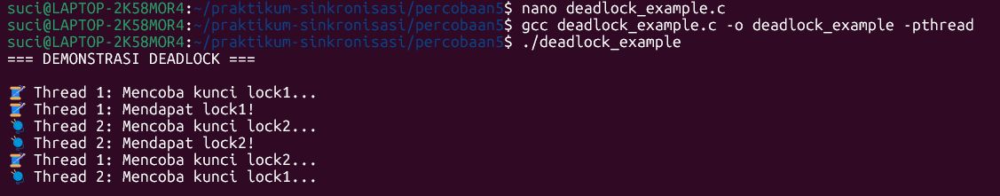 suci@LAPTOP-2K58MOR4:~/praktikum-sinkronisasi/percobaan5$ nano deadlock_example.c
suci@LAPTOP-2K58MOR4:~/praktikum-sinkronisasi/percobaan5$ gcc deadlock_example.c -o deadlock_example -pthread
suci@LAPTOP-2K58MOR4:~/praktikum-sinkronisasi/percobaan5$ ./deadlock_example
=== DEMONSTRASI DEADLOCK ===
🧵 Thread 1: Mencoba kunci lock1...
🧵 Thread 1: Mendapat lock1!
🧶 Thread 2: Mencoba kunci lock2...
🧶 Thread 2: Mendapat lock2!
🧵 Thread 1: Mencoba kunci lock2...
🧶 Thread 2: Mencoba kunci lock1...